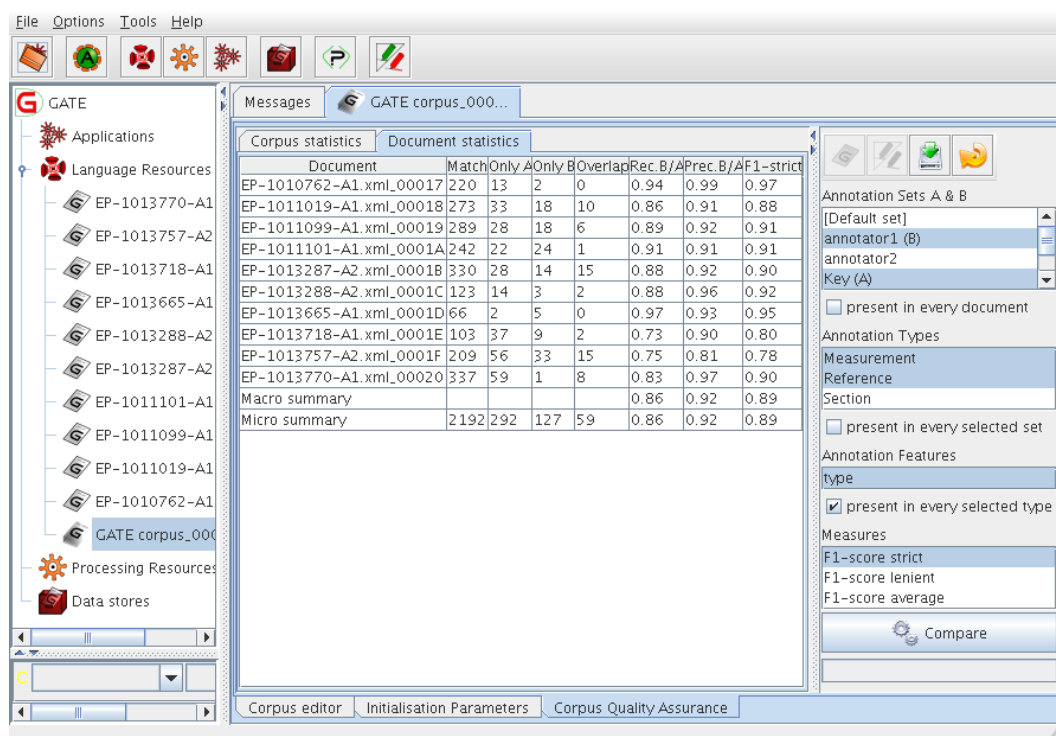 File Options Tools Help
GATE
Applications
Language Resources
EP-1013770-A1
EP-1013757-A2
EP-1013718-A1
EP-1013665-A1
EP-1013288-A2
EP-1013287-A2
EP-1011101-A1
EP-1011099-A1
EP-1011019-A1
EP-1010762-A1
GATE corpus_000
Processing Resources
Data stores
Messages GATE corpus_000...
Corpus statistics Document statistics
Document Match Only A Only B Overlap Rec.B/A Prec.B/A F1-strict
EP-1010762-A1.xml_00017 220 13 2 0 0.94 0.99 0.97
EP-1011019-A1.xml_00018 273 33 18 10 0.86 0.91 0.88
EP-1011099-A1.xml_00019 289 28 18 6 0.89 0.92 0.91
EP-1011101-A1.xml_0001A 242 22 24 1 0.91 0.91 0.91
EP-1013287-A2.xml_0001B 330 28 14 15 0.88 0.92 0.90
EP-1013288-A2.xml_0001C 123 14 3 2 0.88 0.96 0.92
EP-1013665-A1.xml_0001D 66 2 5 0 0.97 0.93 0.95
EP-1013718-A1.xml_0001E 103 37 9 2 0.73 0.90 0.80
EP-1013757-A2.xml_0001F 209 56 33 15 0.75 0.81 0.78
EP-1013770-A1.xml_00020 337 59 1 8 0.83 0.97 0.90
Macro summary 0.86 0.92 0.89
Micro summary 2192 292 127 59 0.86 0.92 0.89
Annotation Sets A & B
[Default set]
annotator1 (B)
annotator2
Key (A)
present in every document
Annotation Types
Measurement
Reference
Section
present in every selected set
Annotation Features
type
present in every selected type
Measures
F1-score strict
F1-score lenient
F1-score average
Compare
C
Corpus editor Initialisation Parameters Corpus Quality Assurance